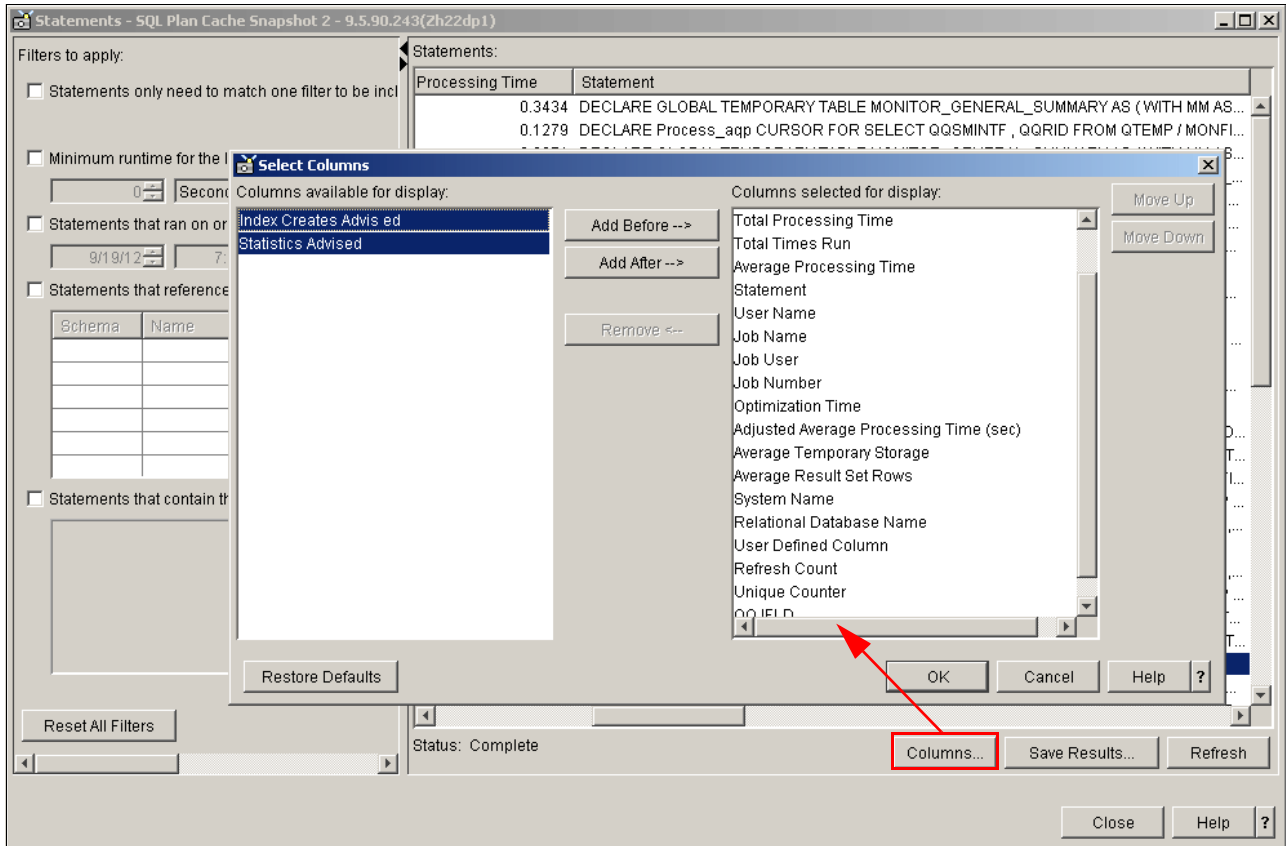 Statements - SQL Plan Cache Snapshot 2 - 9.5.90.243(Zh22dp1)
Filters to apply:
Statements only need to match one filter to be incl
Minimum runtime for the
0
Statements that ran on or
9/19/12
7:
Statements that reference
Schema Name
Statements that contain
Reset All Filters
Statements:
Processing Time Statement
0.3434 DECLARE GLOBAL TEMPORARY TABLE MONITOR_GENERAL_SUMMARY AS ( WITH MM AS...
0.1279 DECLARE Process_aqp CURSOR FOR SELECT QQSMINTF , QQRID FROM QTEMP / MONFI...
Select Columns
Columns available for display:
Index Creates Advis ed
Statistics Advised
Add Before -->
Add After -->
Remove <--
Columns selected for display:
Total Processing Time
Total Times Run
Average Processing Time
Statement
User Name
Job Name
Job User
Job Number
Optimization Time
Adjusted Average Processing Time (sec)
Average Temporary Storage
Average Result Set Rows
System Name
Relational Database Name
User Defined Column
Refresh Count
Unique Counter
Move Up
Move Down
Restore Defaults
OK
Cancel
Help
?
Status: Complete
Columns...
Save Results...
Refresh
Close
Help
?